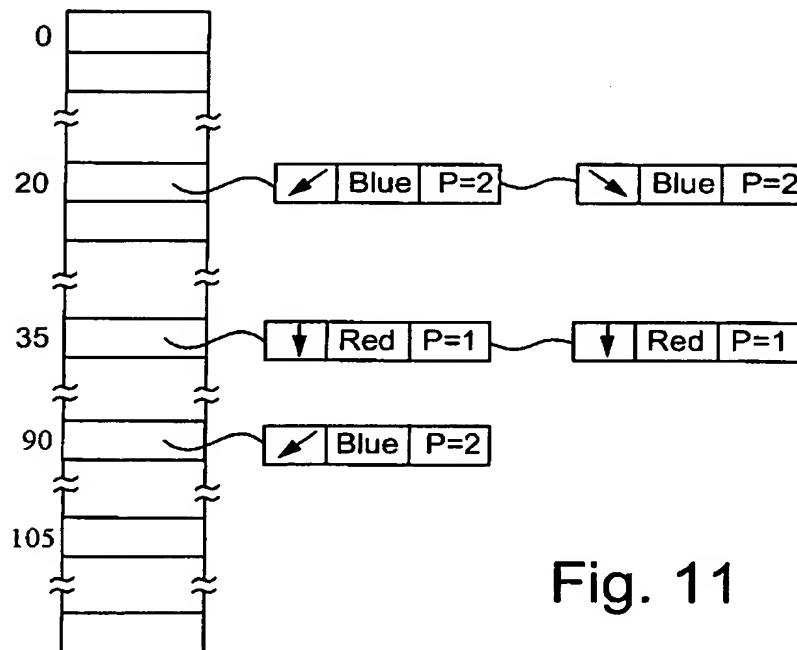 0
20 Blue P=2 Blue P=2
35 Red P=1 Red P=1
90 Blue P=2
105
Fig. 11